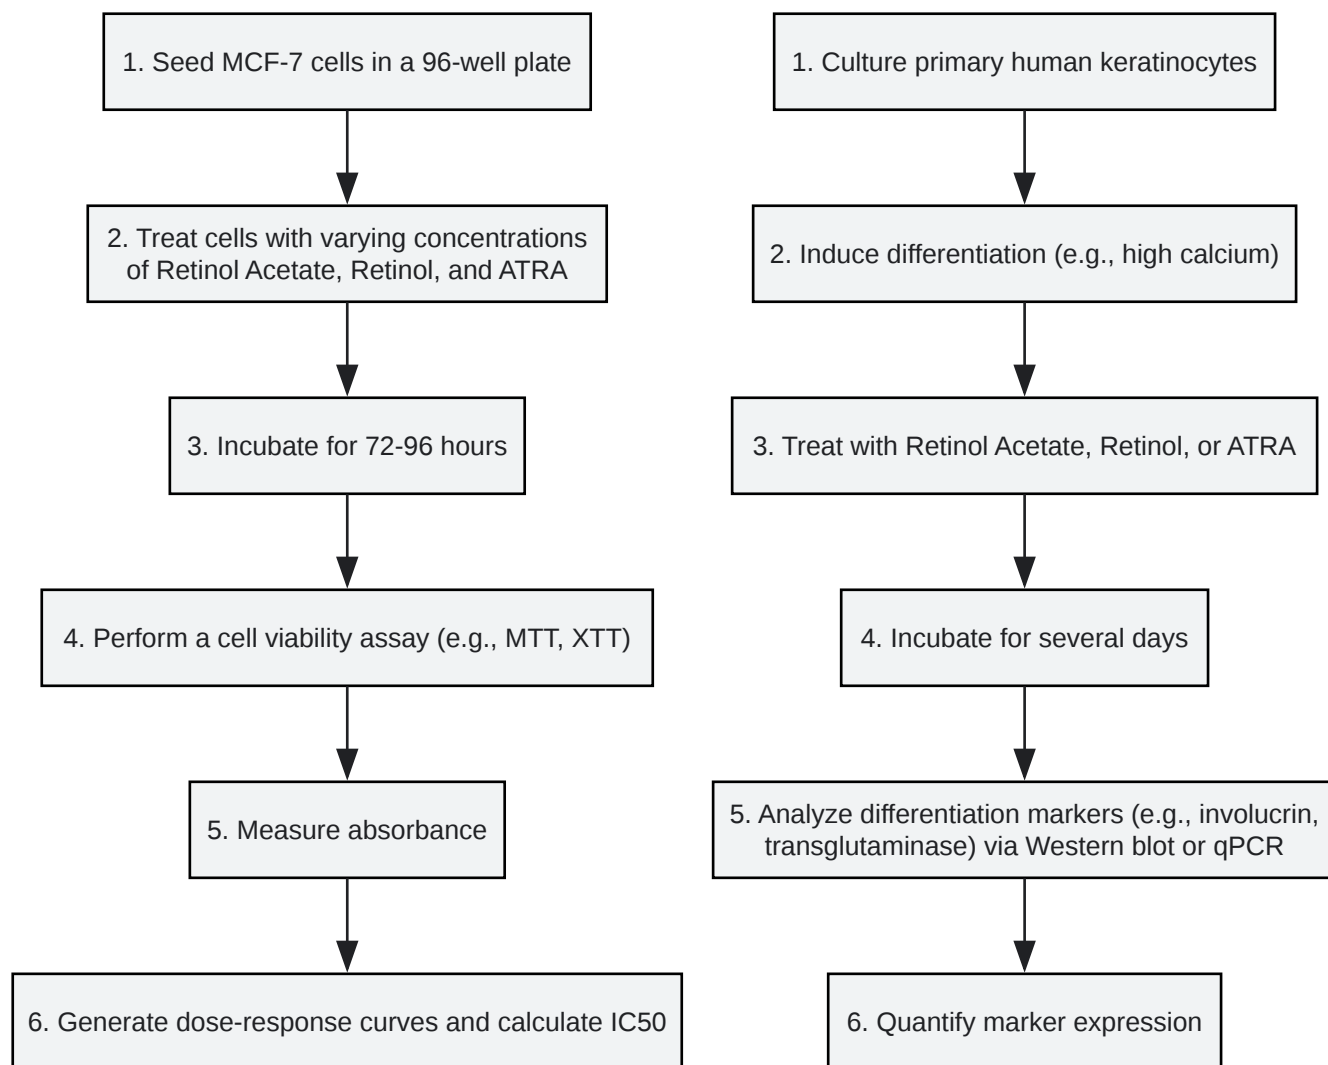 1. Seed MCF-7 cells in a 96-well plate
2. Treat cells with varying concentrations
of Retinol Acetate, Retinol, and ATRA
3. Incubate for 72-96 hours
4. Perform a cell viability assay (e.g., MTT, XTT)
5. Measure absorbance
6. Generate dose-response curves and calculate IC50
1. Culture primary human keratinocytes
2. Induce differentiation (e.g., high calcium)
3. Treat with Retinol Acetate, Retinol, or ATRA
4. Incubate for several days
5. Analyze differentiation markers (e.g., involucrin,
transglutaminase) via Western blot or qPCR
6. Quantify marker expression